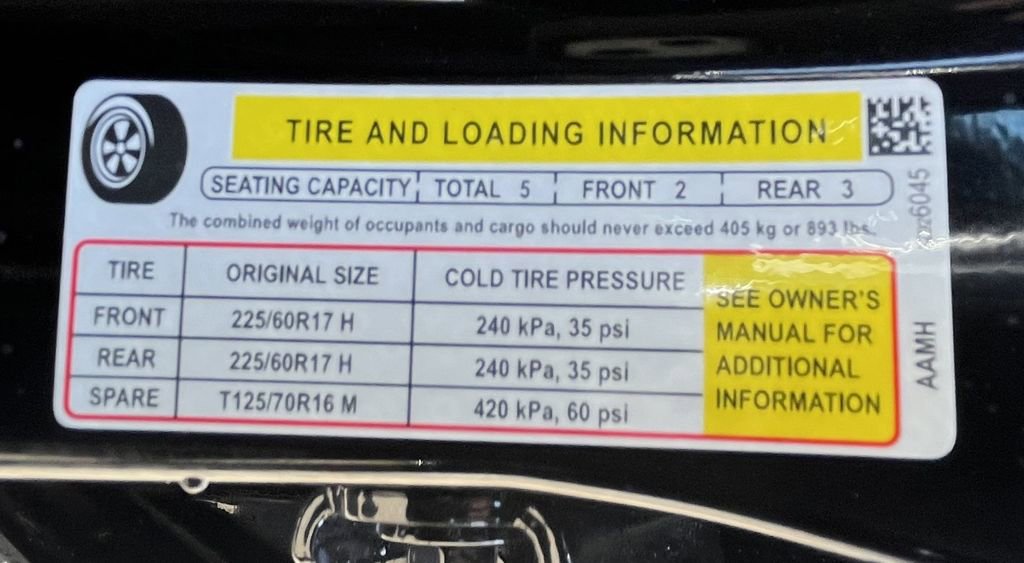 TIRE AND LOADING INFORMATION
SEATING CAPACITY TOTAL 5 FRONT 2 REAR 3
The combined weight of occupants and cargo should never exceed 405 kg or 893 lbs.
TIRE ORIGINAL SIZE COLD TIRE PRESSURE
FRONT 225/60R17 H 240 kPa, 35 psi
REAR 225/60R17 H 240 kPa, 35 psi
SPARE T125/70R16 M 420 kPa, 60 psi
SEE OWNER'S
MANUAL FOR
ADDITIONAL
INFORMATION
AAMH